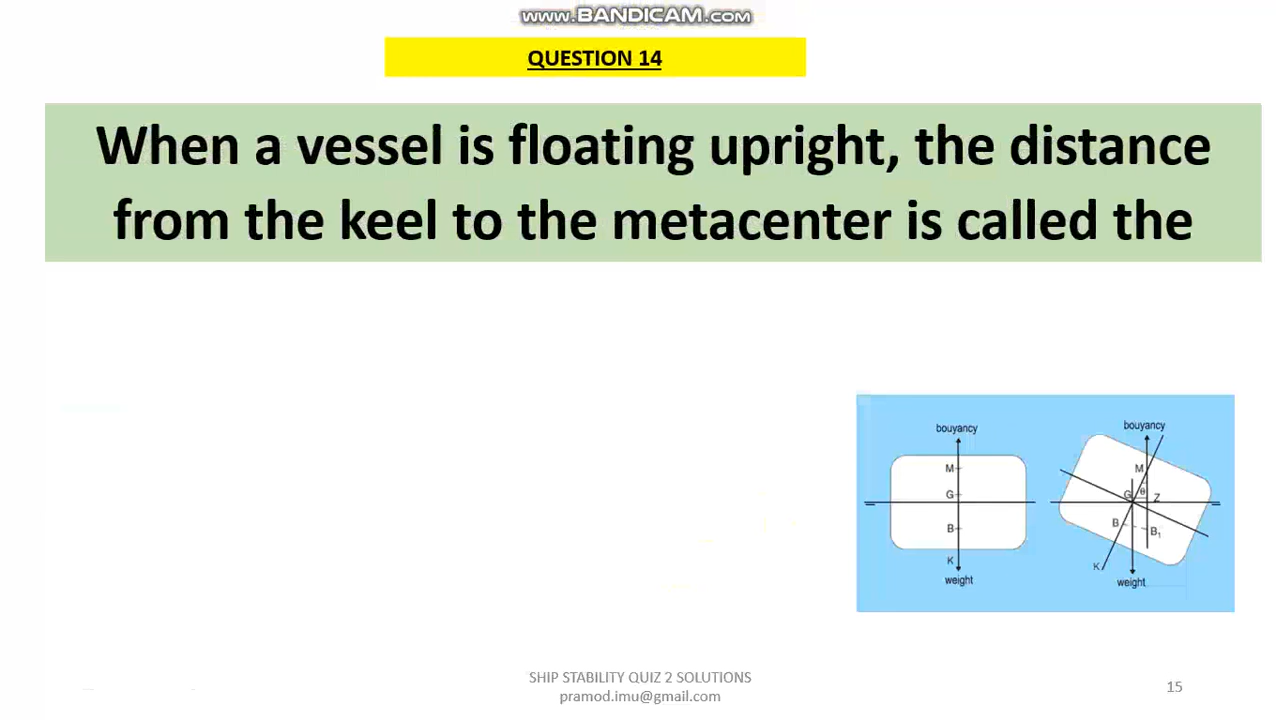 www.BANDICAM.com
QUESTION 14
When a vessel is floating upright, the distance
from the keel to the metacenter is called the
bouyancy
M
G
B
K
weight
bouyancy
M
G
θ
Z
B
B₁
K
weight
SHIP STABILITY QUIZ 2 SOLUTIONS
pramod.imu@gmail.com
15